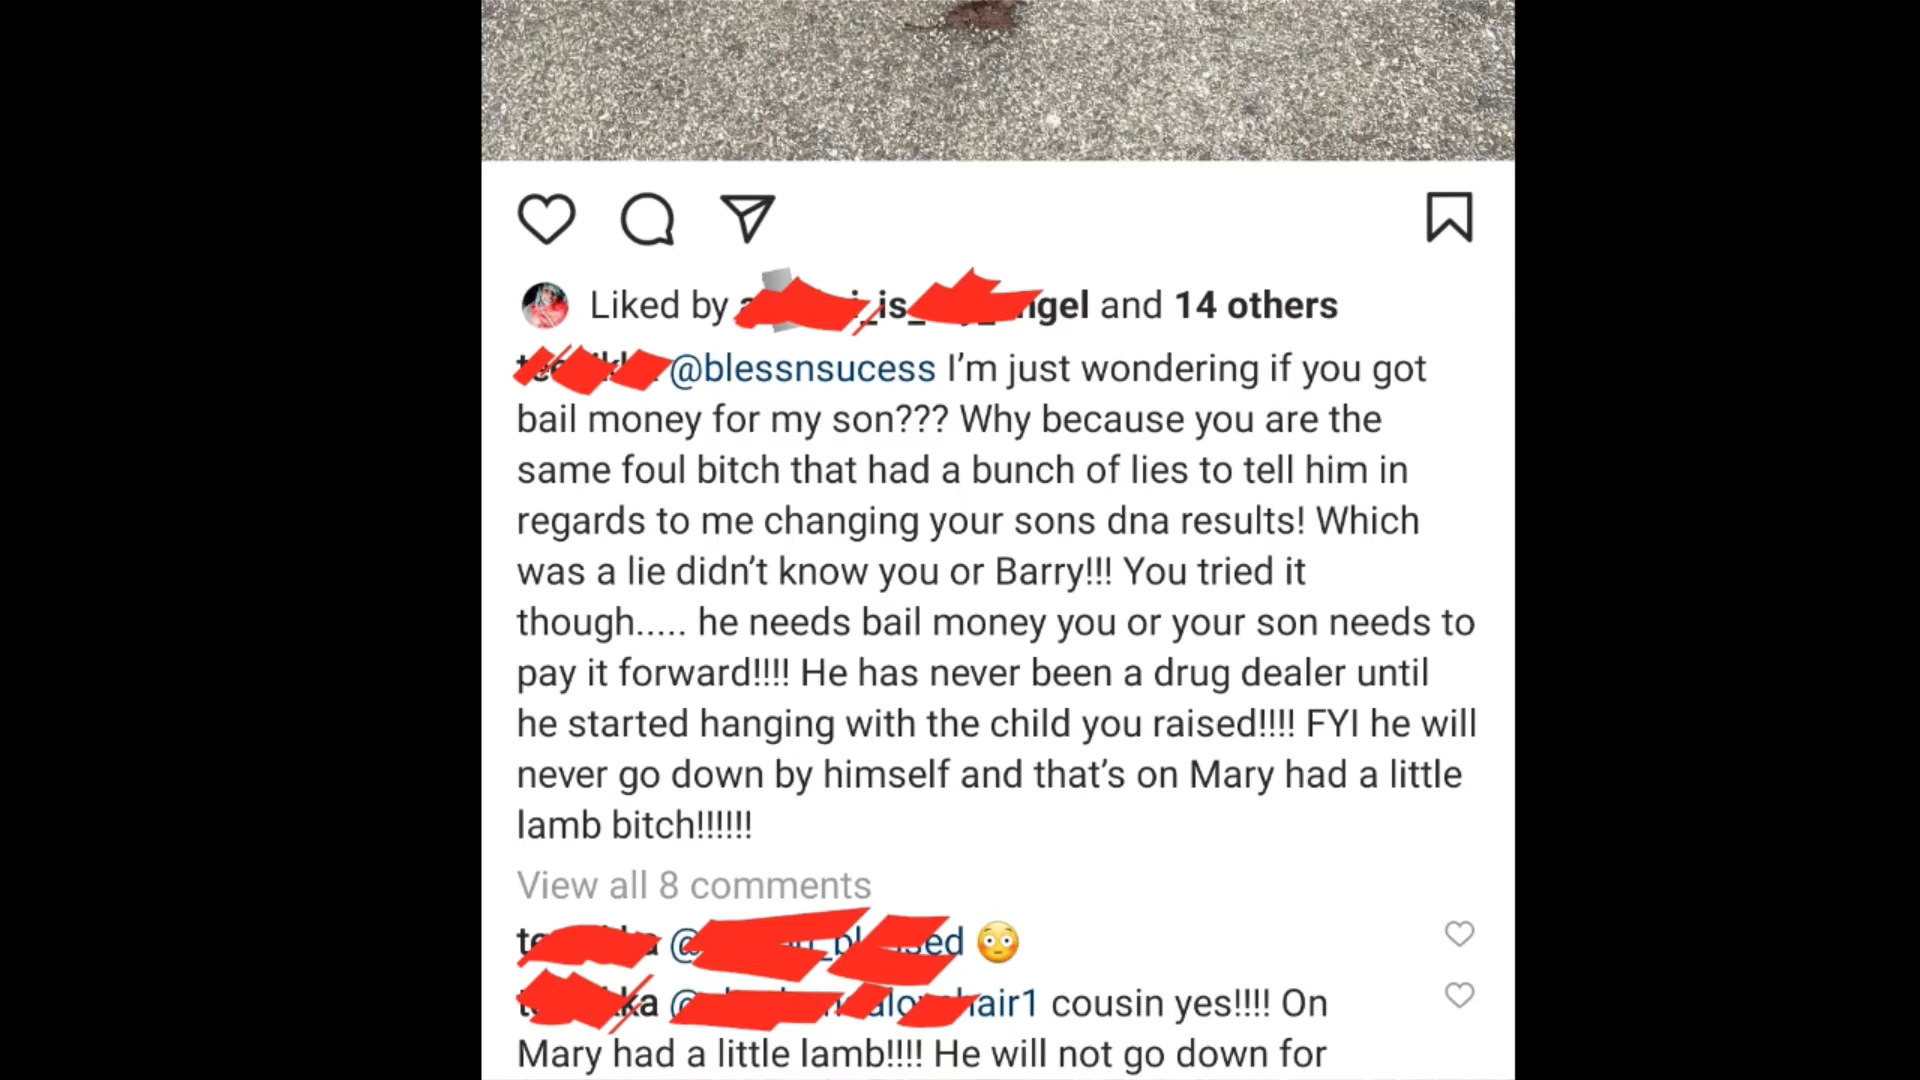 Liked by is_ and 14 others
@blessnsucess I’m just wondering if you got
bail money for my son??? Why because you are the
same foul bitch that had a bunch of lies to tell him in
regards to me changing your sons dna results! Which
was a lie didn’t know you or Barry!!! You tried it
though..... he needs bail money you or your son needs to
pay it forward!!!! He has never been a drug dealer until
he started hanging with the child you raised!!!! FYI he will
never go down by himself and that’s on Mary had a little
lamb bitch!!!!!!
View all 8 comments
😳
cousin yes!!!! On
Mary had a little lamb!!!! He will not go down for